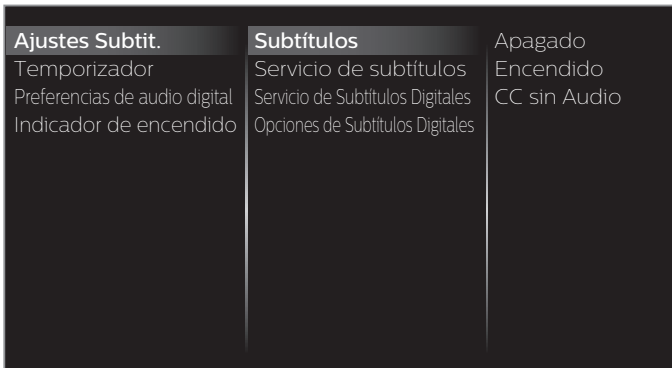 Ajustes Subtit.
Temporizador
Preferencias de audio digital
Indicador de encendido
Subtítulos
Servicio de subtítulos
Servicio de Subtítulos Digitales
Opciones de Subtítulos Digitales
Apagado
Encendido
CC sin Audio